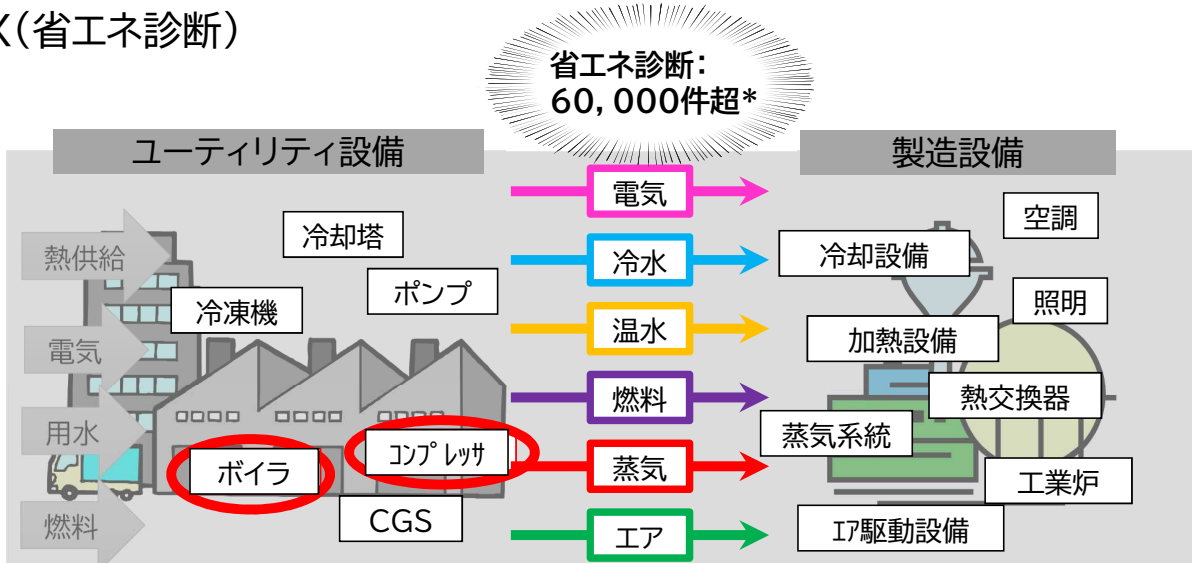 (省エネ診断)
省エネ診断:
60,000件超*
ユーティリティ設備
製造設備
熱供給
電気
用水
燃料
冷却塔
ポンプ
冷凍機
ボイラ
ｺﾝﾌﾟﾚｯｻ
CGS
電気
冷水
温水
燃料
蒸気
エア
空調
冷却設備
照明
加熱設備
熱交換器
蒸気系統
工業炉
ｴｱ駆動設備